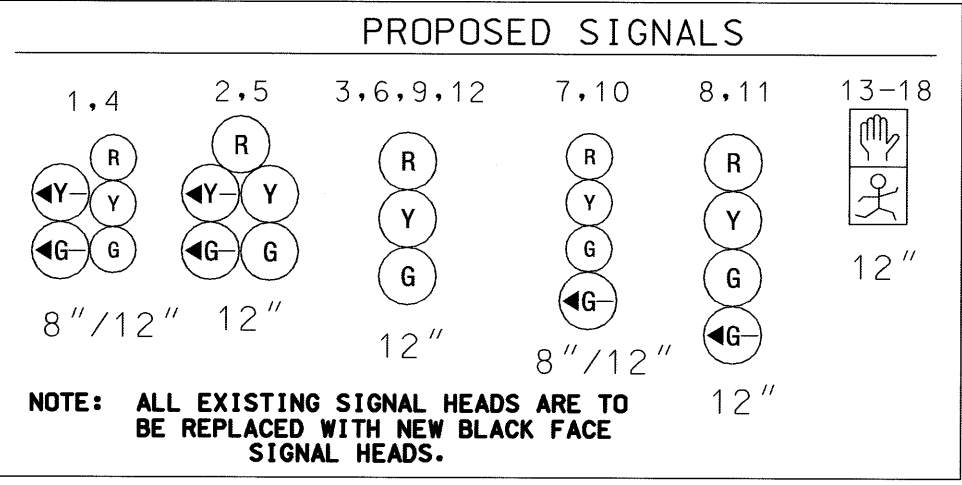 PROPOSED SIGNALS
1,4
2,5
3,6,9,12
7,10
8,11
13-18
R
Y
Y
G
G
8"/12"
R
Y
Y
G
G
12"
R
Y
G
12"
R
Y
G
G
8"/12"
R
Y
G
G
12"
12"
NOTE: ALL EXISTING SIGNAL HEADS ARE TO
BE REPLACED WITH NEW BLACK FACE
SIGNAL HEADS.